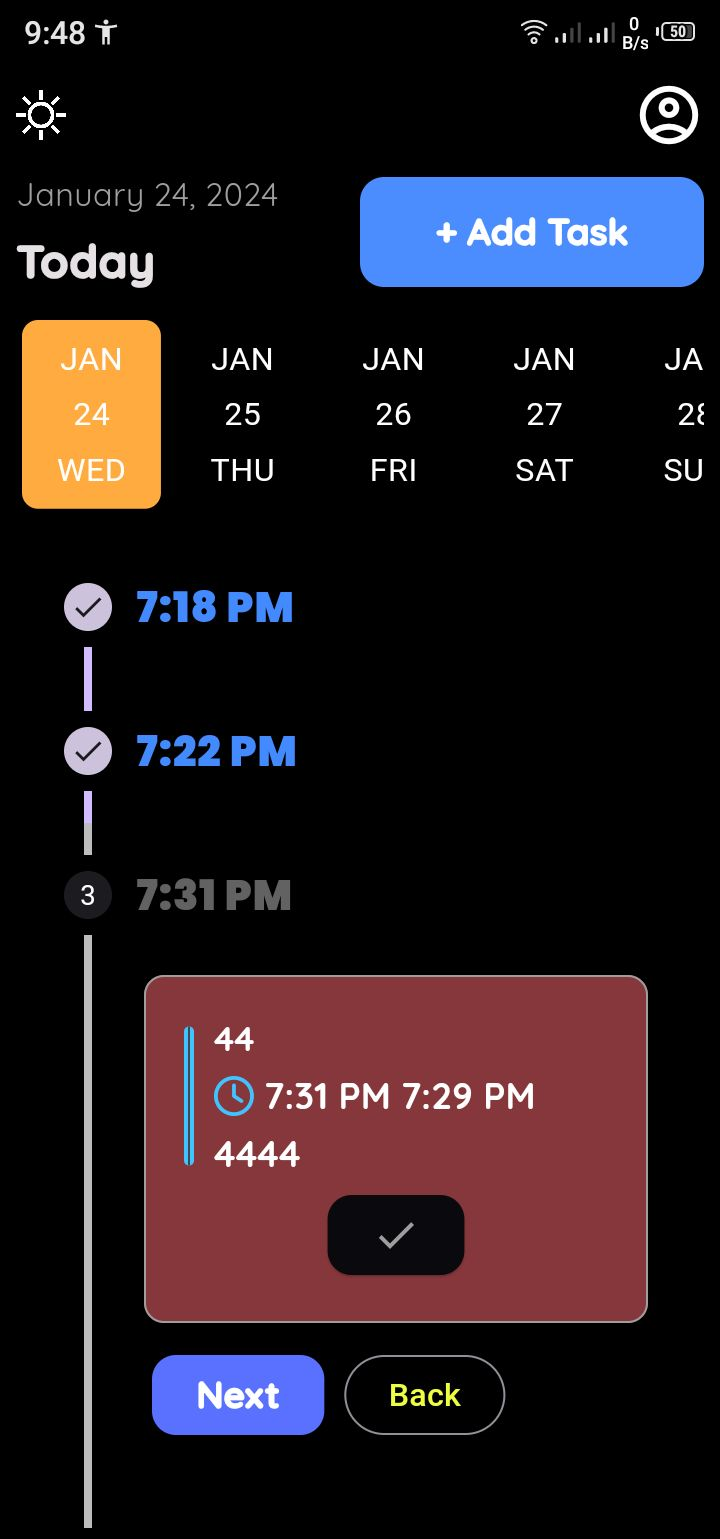 9:48 0 B/s 50
January 24, 2024
+ Add Task
Today
JAN JAN JAN JAN JA
24 25 26 27 28
WED THU FRI SAT SU
7:18 PM
7:22 PM
3 7:31 PM
44
7:31 PM 7:29 PM
4444
Next Back